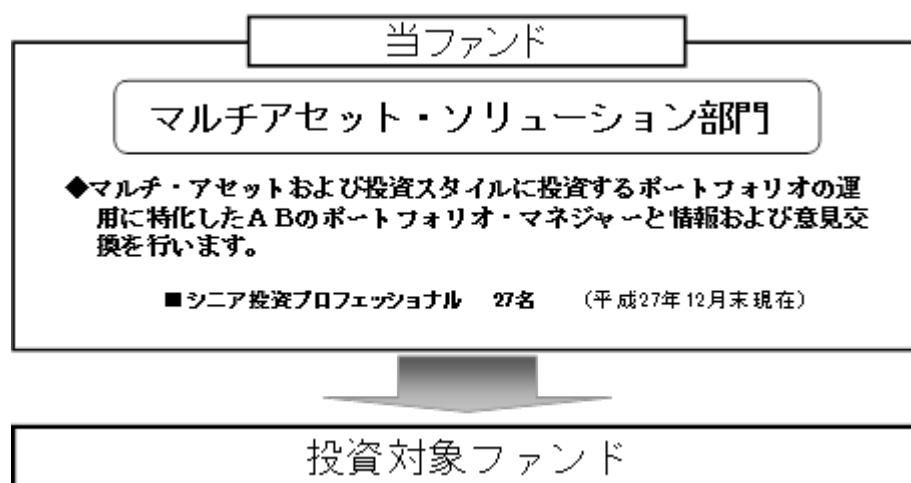 当ファンド
マルチアセット・ソリューション部門
◆マルチ・アセットおよび投資スタイルに投資するポートフォリオの運
用に特化したＡＢのポートフォリオ・マネジャーと情報および意見交
換を行います。
■シニア投資プロフェッショナル　27名　（平成27年12月末現在）
投資対象ファンド